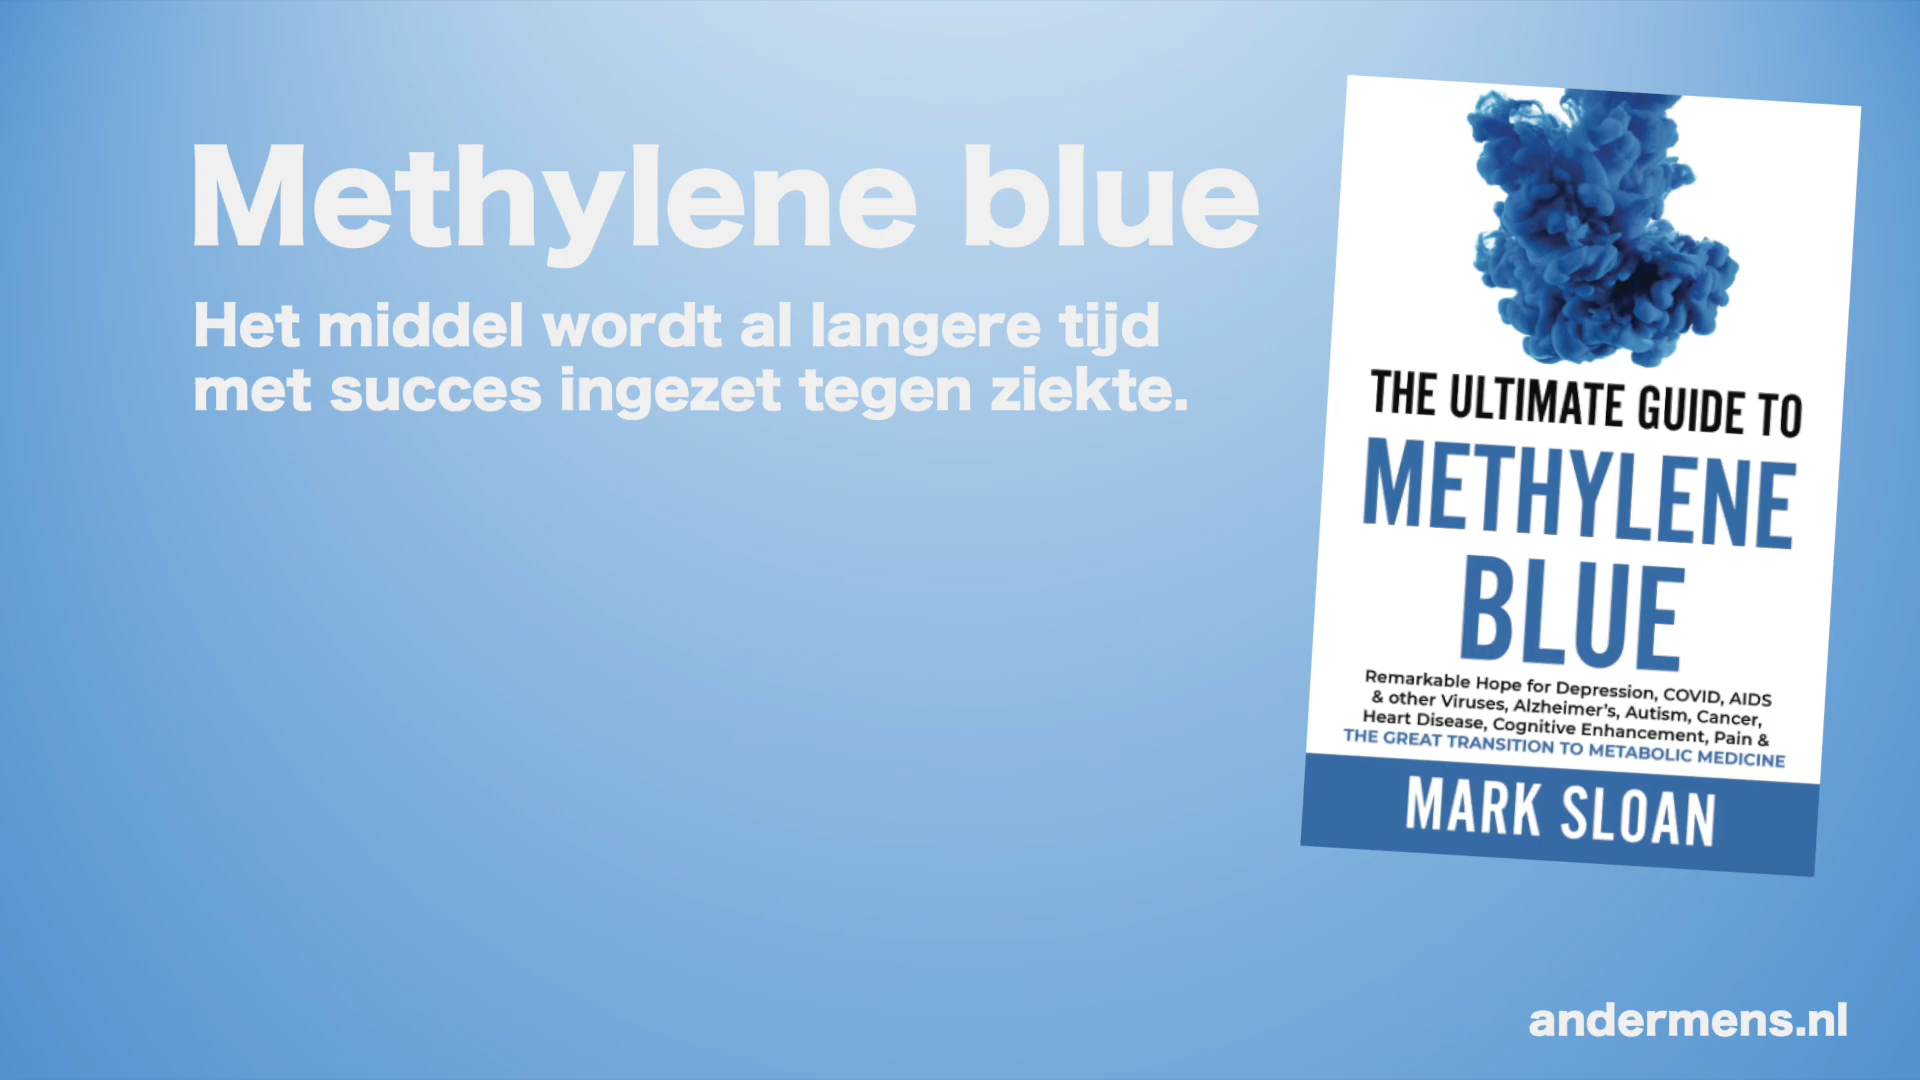 Methylene blue
Het middel wordt al langere tijd
met succes ingezet tegen ziekte.
THE ULTIMATE GUIDE TO
METHYLENE
BLUE
Remarkable Hope for Depression, COVID, AIDS
& other Viruses, Alzheimer's, Autism, Cancer,
Heart Disease, Cognitive Enhancement, Pain &
THE GREAT TRANSITION TO METABOLIC MEDICINE
MARK SLOAN
andermens.nl